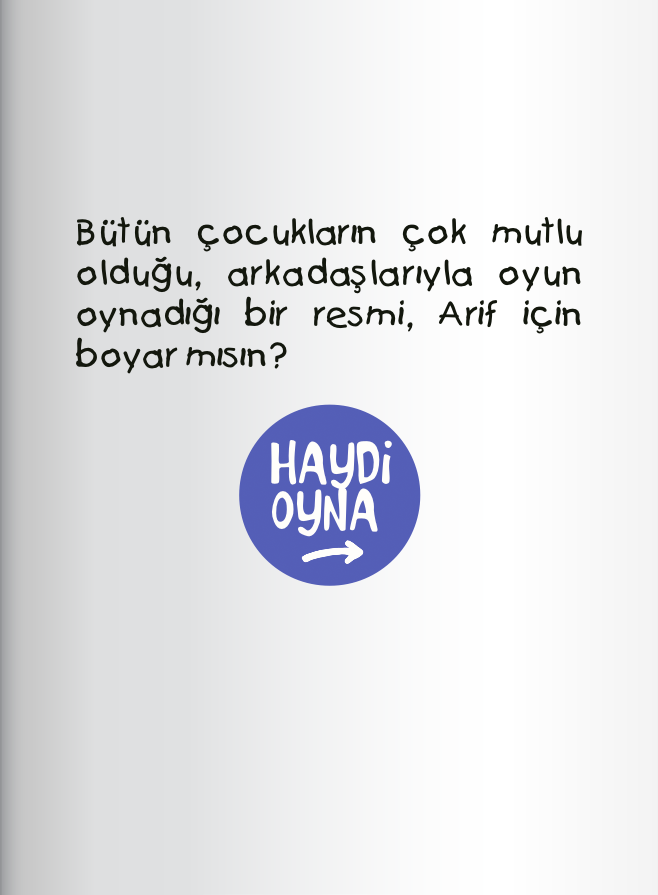 Bütün çocukların çok mutlu
olduğu, arkadaşlarıyla oyun
oynadığı bir resmi, Arif için
boyar mısın?
HAYDİ
OYNA